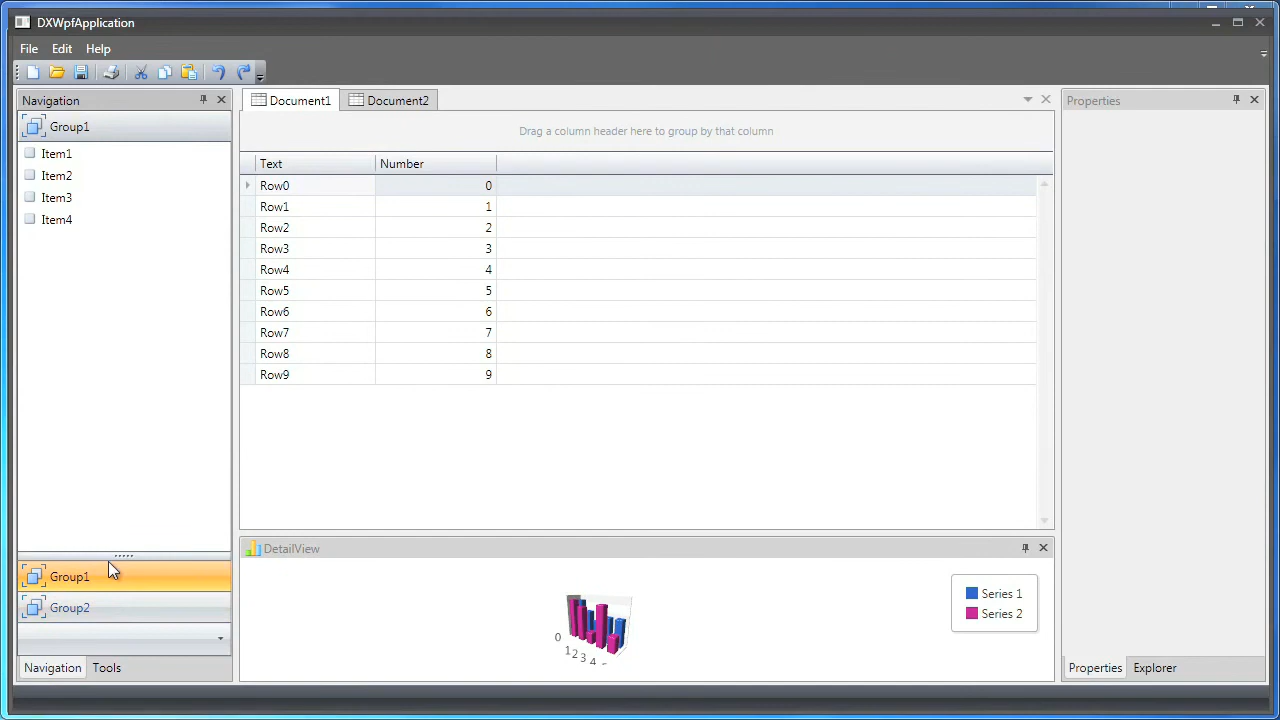 DXWpfApplication
File Edit Help
Navigation
Group1
Item1
Item2
Item3
Item4
Group1
Group2
Navigation Tools
Document1 Document2
Drag a column header here to group by that column
Text Number
Row0 0
Row1 1
Row2 2
Row3 3
Row4 4
Row5 5
Row6 6
Row7 7
Row8 8
Row9 9
DetailView
0
1 2 3 4
Series 1
Series 2
Properties
Properties Explorer